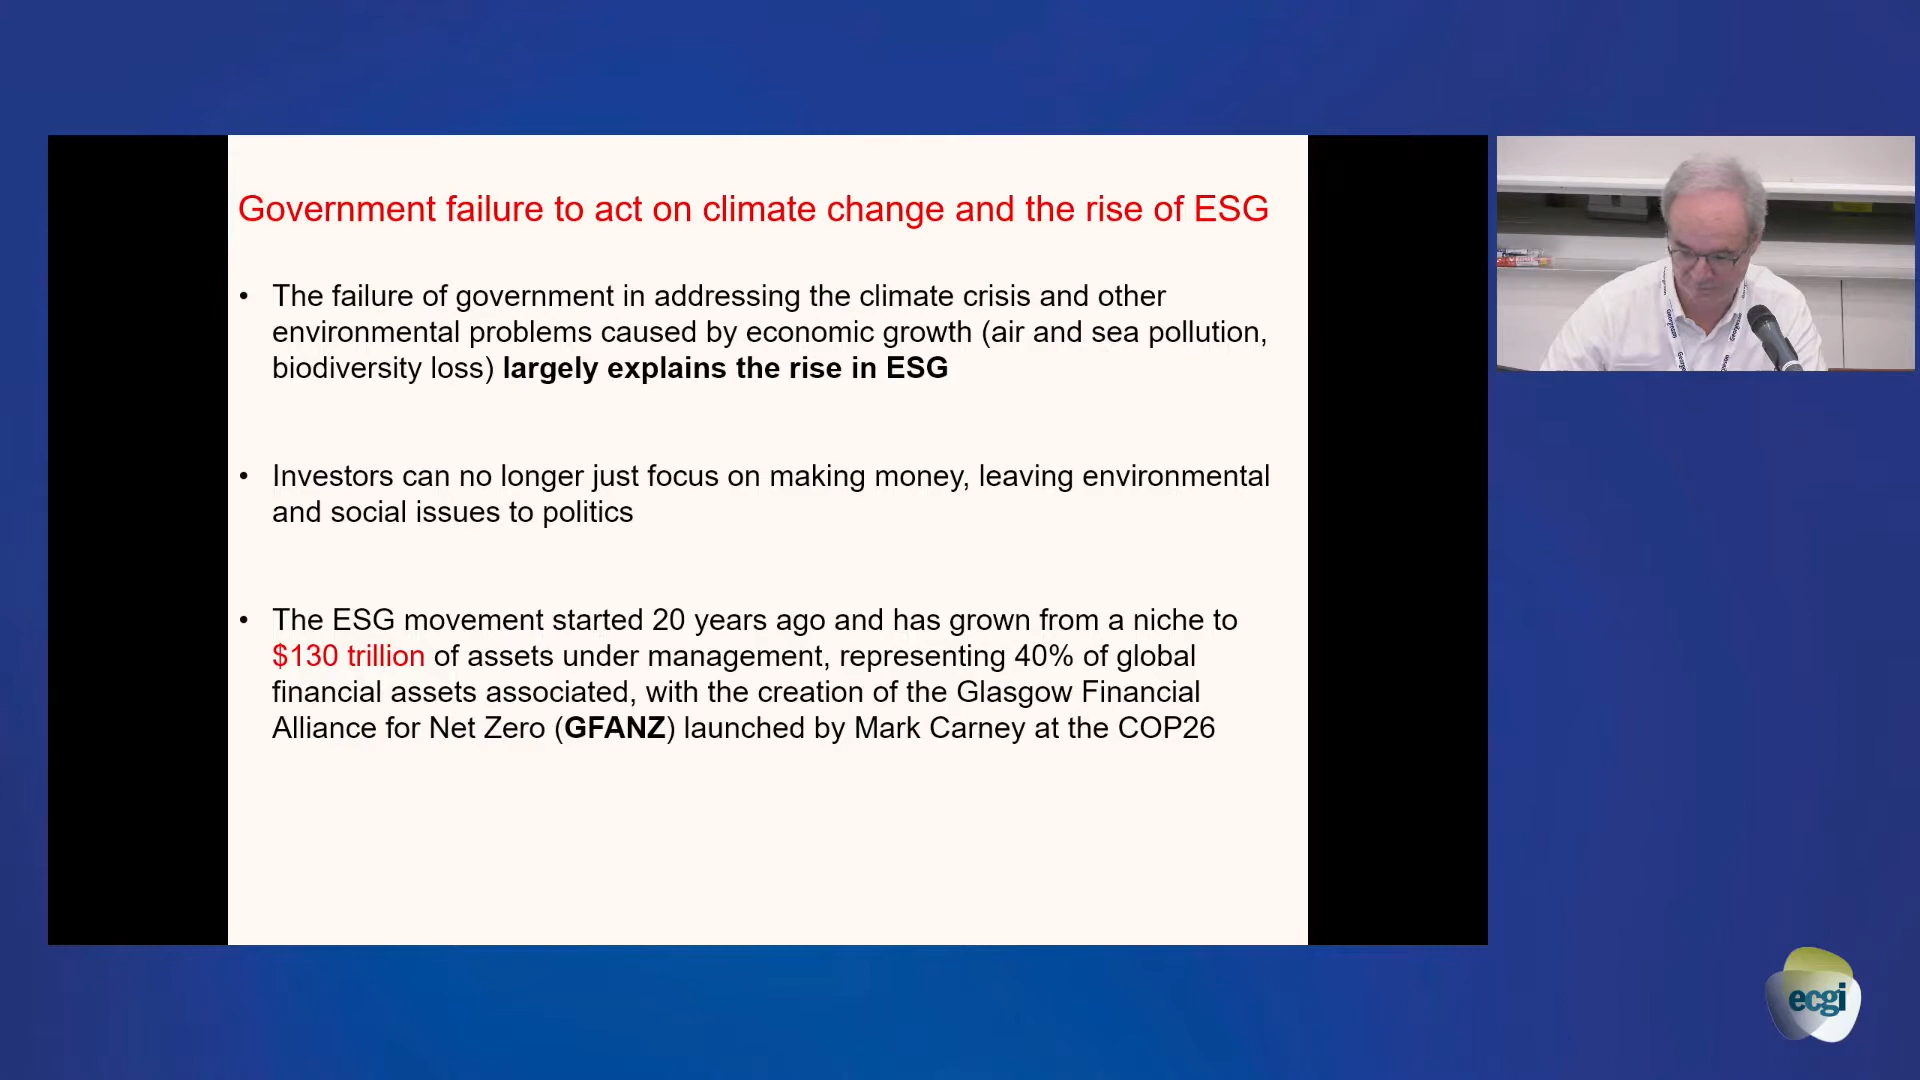 Government failure to act on climate change and the rise of ESG
• The failure of government in addressing the climate crisis and other
environmental problems caused by economic growth (air and sea pollution,
biodiversity loss) largely explains the rise in ESG
• Investors can no longer just focus on making money, leaving environmental
and social issues to politics
• The ESG movement started 20 years ago and has grown from a niche to
$130 trillion of assets under management, representing 40% of global
financial assets associated, with the creation of the Glasgow Financial
Alliance for Net Zero (GFANZ) launched by Mark Carney at the COP26
Georgeson
ecgi